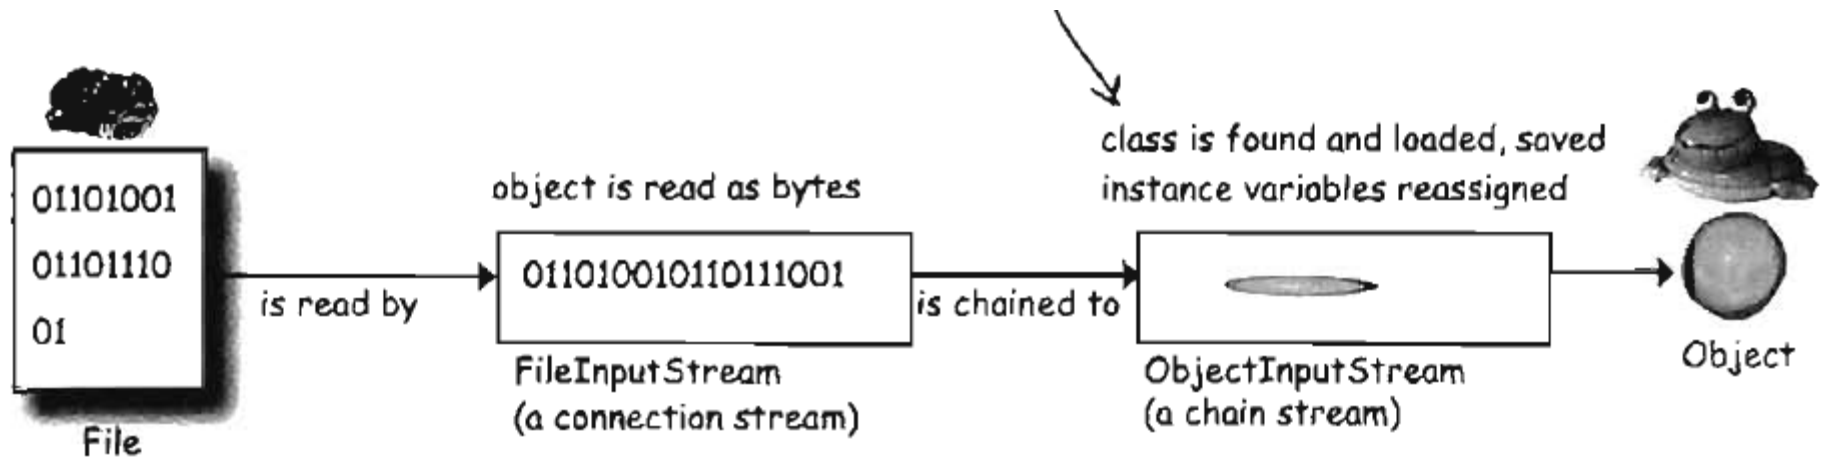 01101001
01101110
01
File
is read by
object is read as bytes
011010010110111001
FileInputStream
(a connection stream)
is chained to
class is found and loaded, saved
instance variables reassigned
ObjectInputStream
(a chain stream)
Object